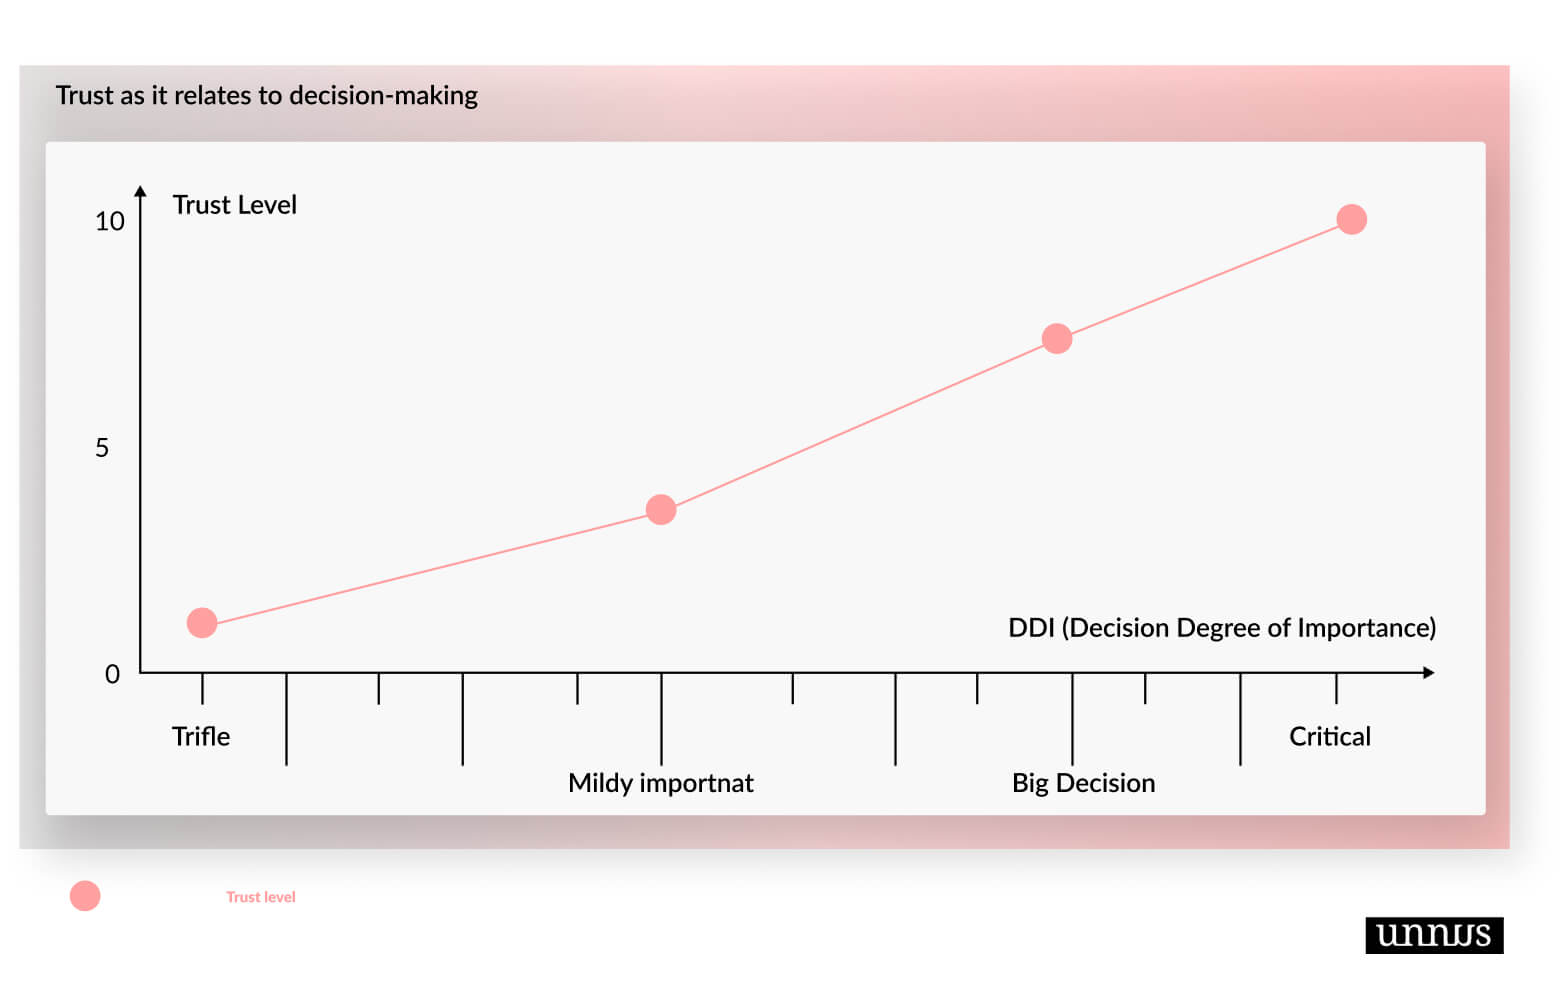 Trust as it relates to decision-making
Trust Level
10
5
0
DDI (Decision Degree of Importance)
Trifle
Critical
Mildy importnat
Big Decision
Trust level
unnus